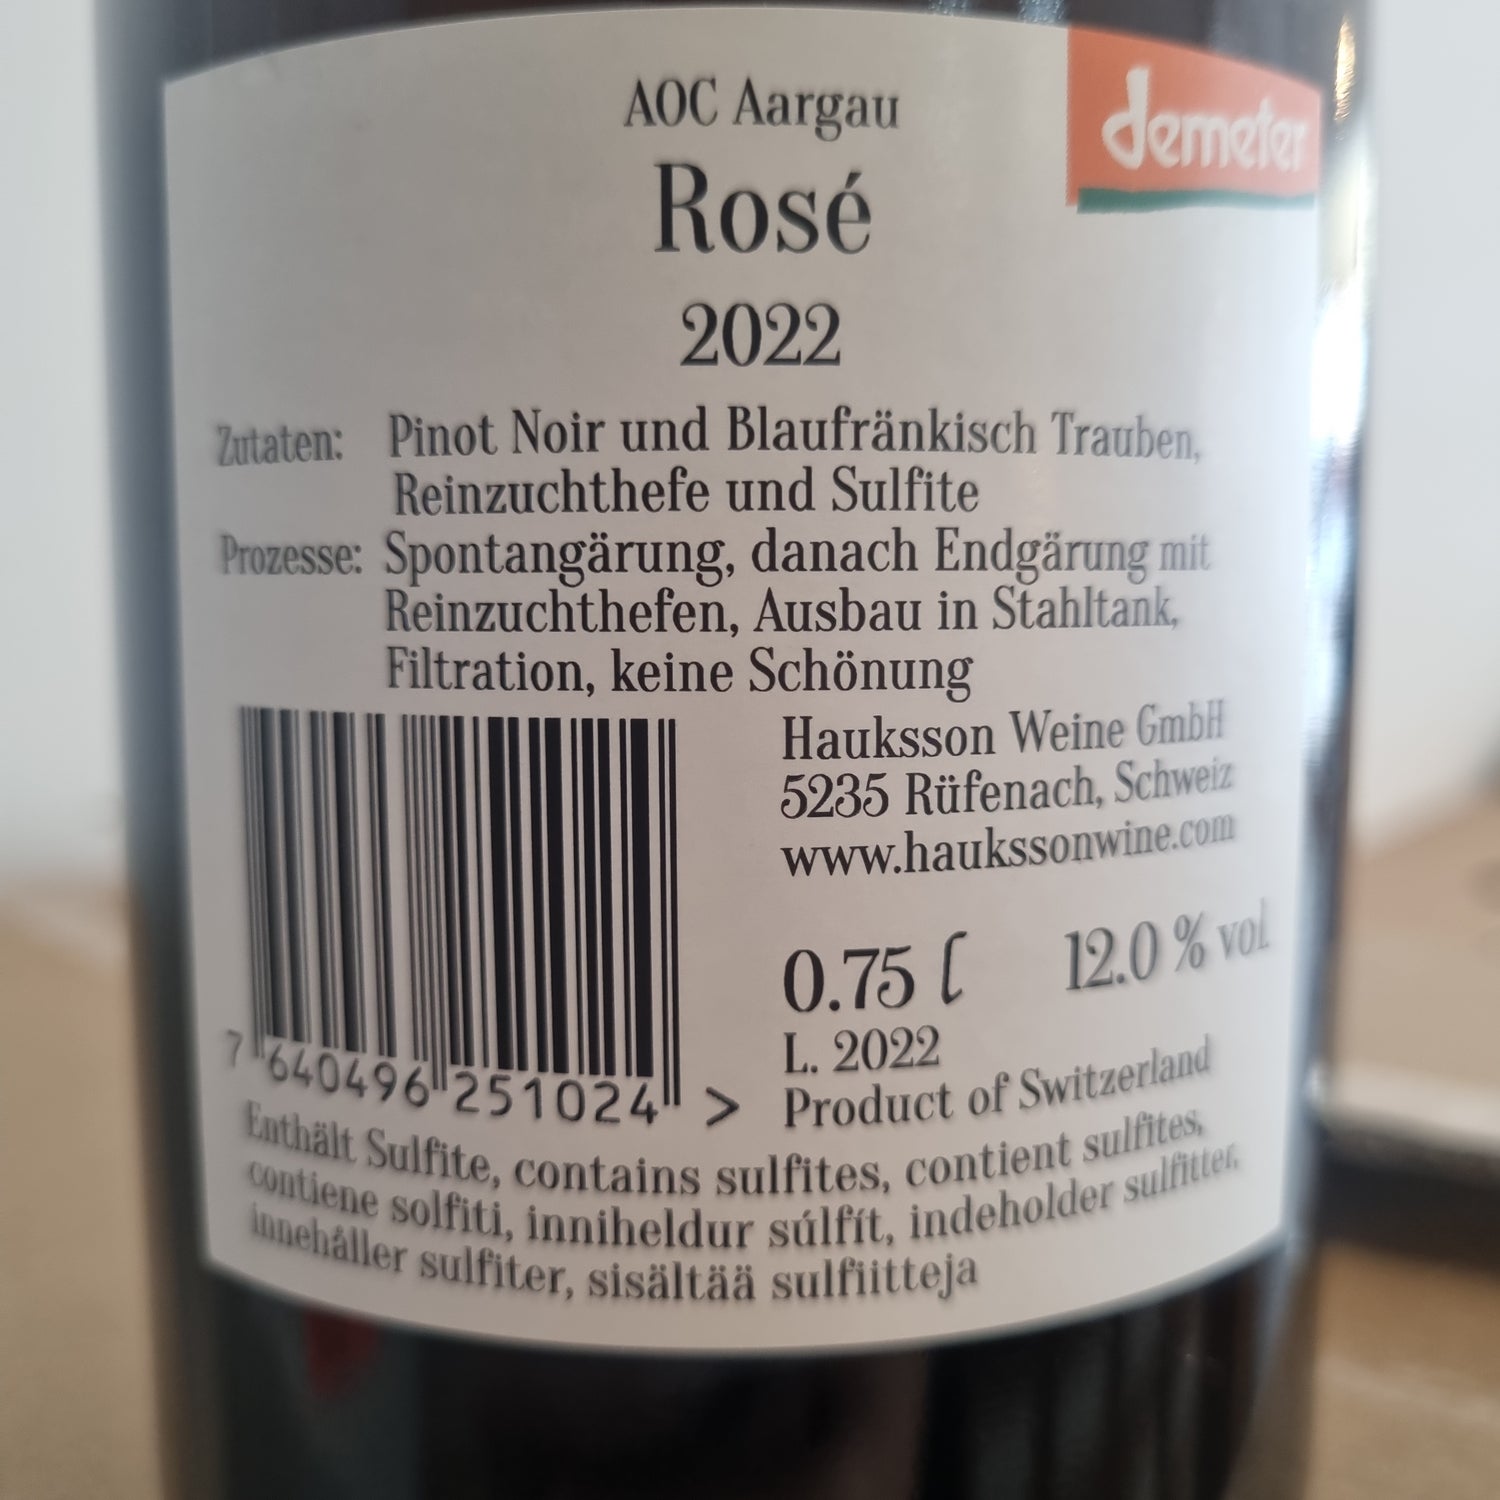 AOC Aargau
demeter
Rosé
2022
Zutaten: Pinot Noir und Blaufränkisch Trauben,
Reinzuchthefe und Sulfite
Prozesse: Spontangärung, danach Endgärung mit
Reinzuchthefen, Ausbau in Stahltank,
Filtration, keine Schönung
Hauksson Weine GmbH
5235 Rüfenach, Schweiz
www.haukssonwine.com
0.75 l 12.0 % vol.
L. 2022
Product of Switzerland
7 640496 251024 >
Enthält Sulfite, contains sulfites, contient sulfites,
contiene solfiti, inniheldur súlfít, indeholder sulfitter,
innehåller sulfiter, sisältää sulfiitteja